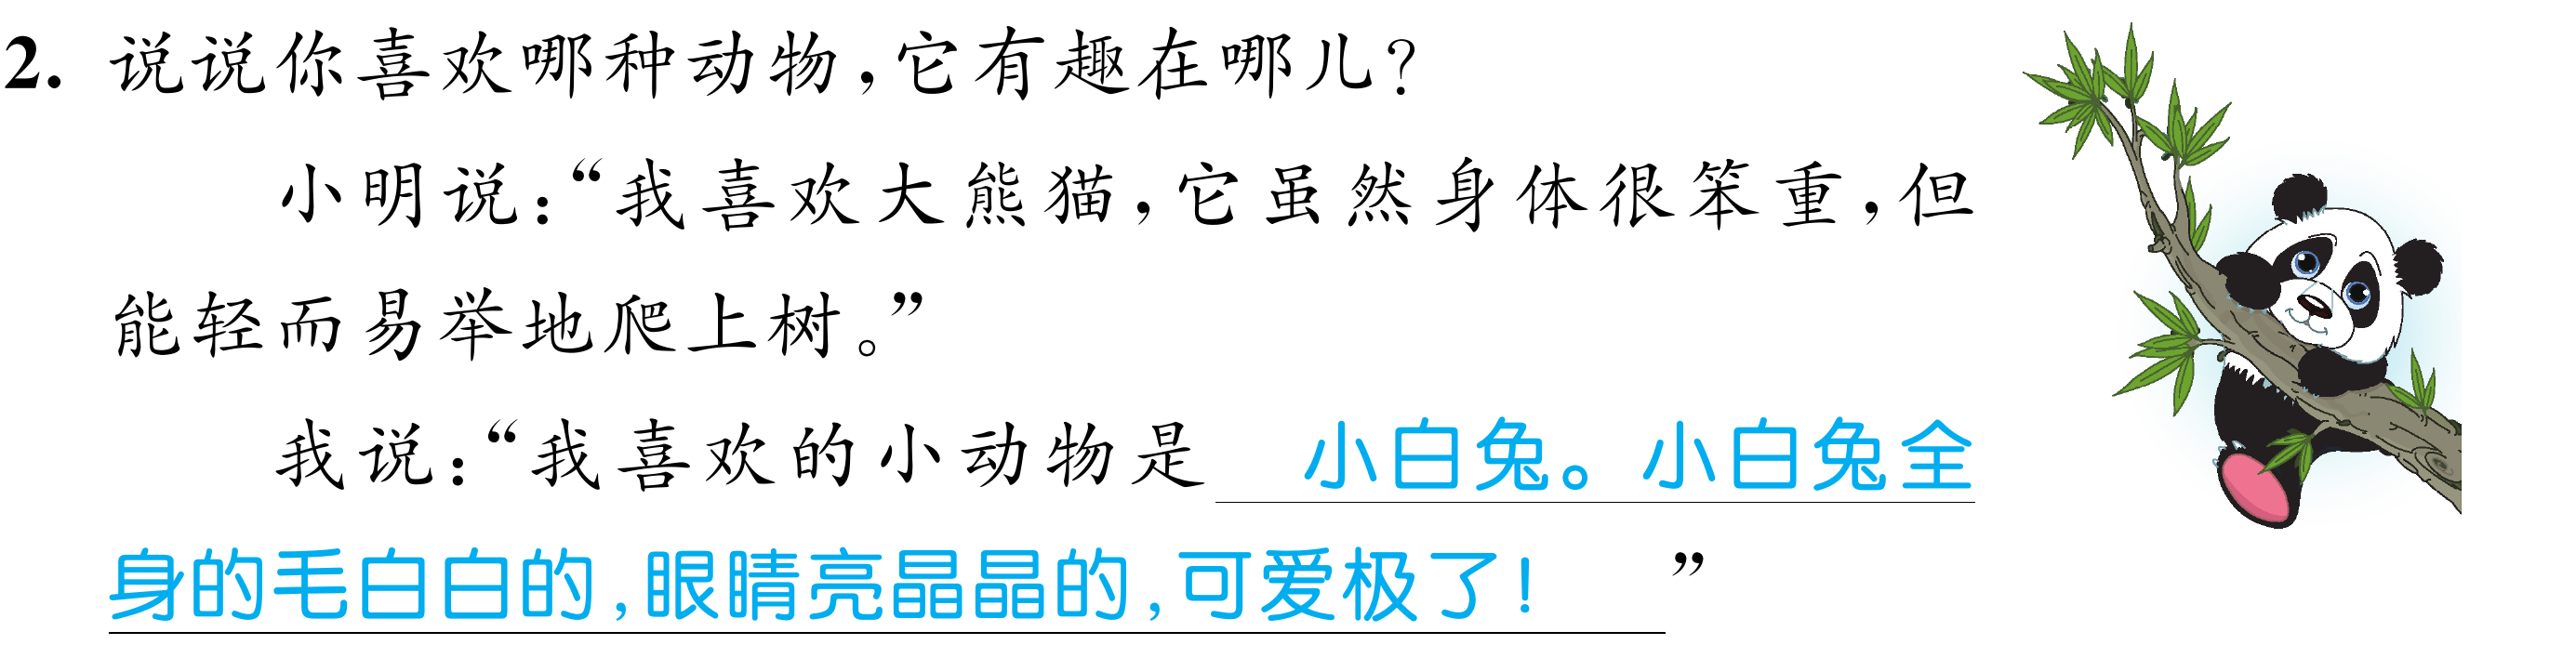 2. 说说你喜欢哪种动物,它有趣在哪儿?
小明说:“我喜欢大熊猫,它虽然身体很笨重,但
能轻而易举地爬上树。”
我说:“我喜欢的小动物是 小白兔。小白兔全
身的毛白白的,眼睛亮晶晶的,可爱极了! ”